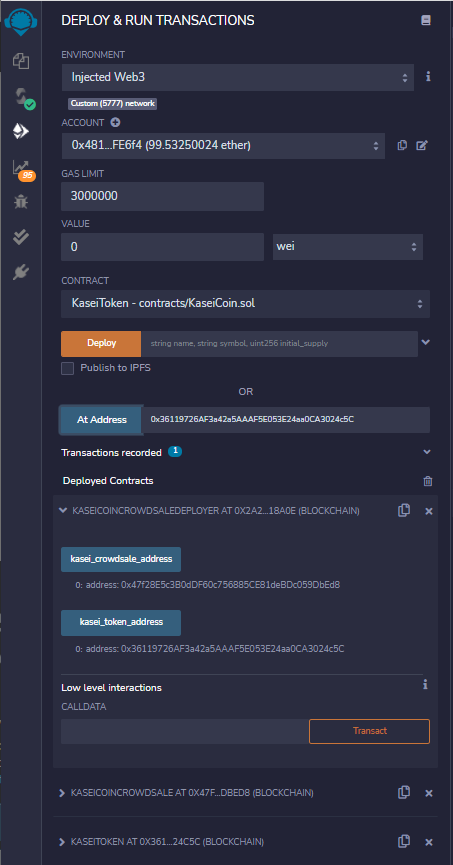 DEPLOY & RUN TRANSACTIONS
ENVIRONMENT
Injected Web3
Custom (5777) network
ACCOUNT
0x481...FE6f4 (99.53250024 ether)
GAS LIMIT
3000000
VALUE
0 wei
CONTRACT
KaseiToken - contracts/KaseiCoin.sol
Deploy string name, string symbol, uint256 initial_supply
Publish to IPFS
OR
At Address 0x36119726AF3a42a5AAAF5E053E24aa0CA3024c5C
Transactions recorded 1
Deployed Contracts
KASEICOINCROWDSALEDEPLOYER AT 0X2A2...18A0E (BLOCKCHAIN)
kasei_crowdsale_address
0: address: 0x47f28E5c3B0dDF60c756885CE81deBDc059DbEd8
kasei_token_address
0: address: 0x36119726AF3a42a5AAAF5E053E24aa0CA3024c5C
Low level interactions
CALLDATA
Transact
KASEICOINCROWDSALE AT 0X47F...DBED8 (BLOCKCHAIN)
KASEITOKEN AT 0X361...24C5C (BLOCKCHAIN)
95